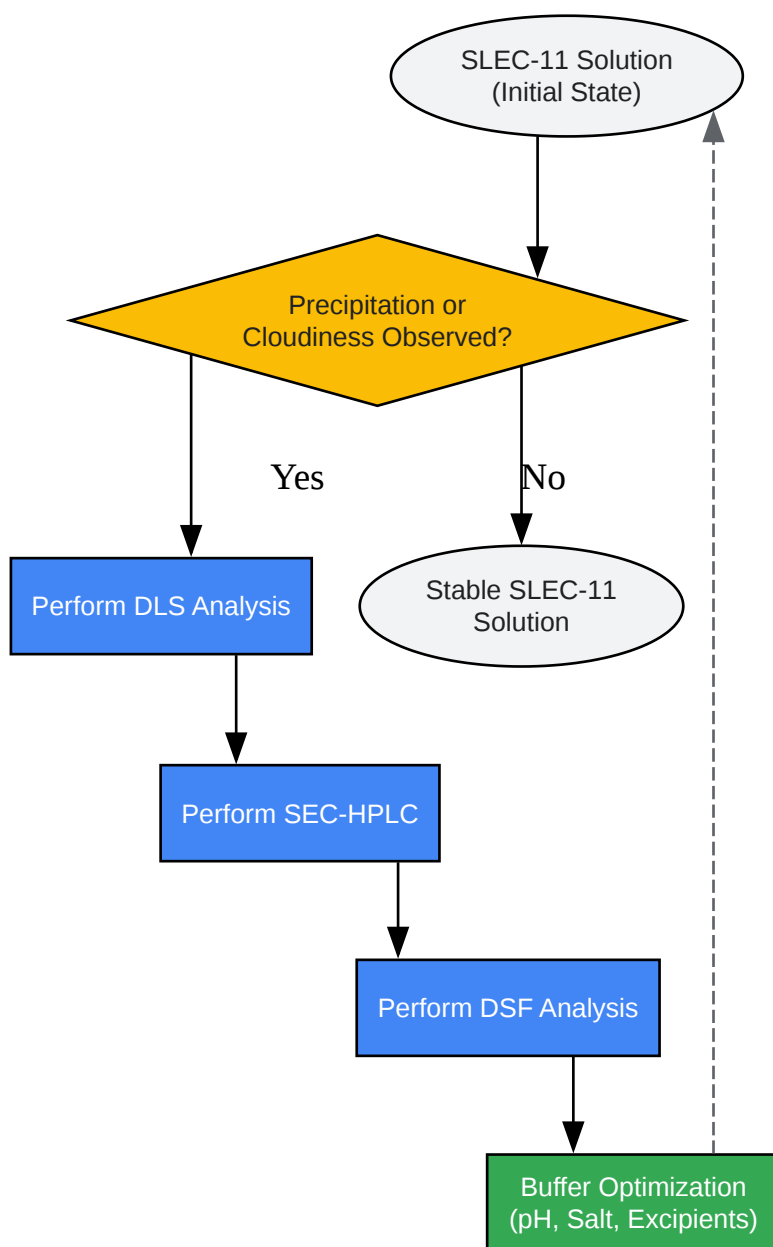 SLEC-11 Solution
(Initial State)
Precipitation or
Cloudiness Observed?
Yes
No
Perform DLS Analysis
Stable SLEC-11
Solution
Perform SEC-HPLC
Perform DSF Analysis
Buffer Optimization
(pH, Salt, Excipients)